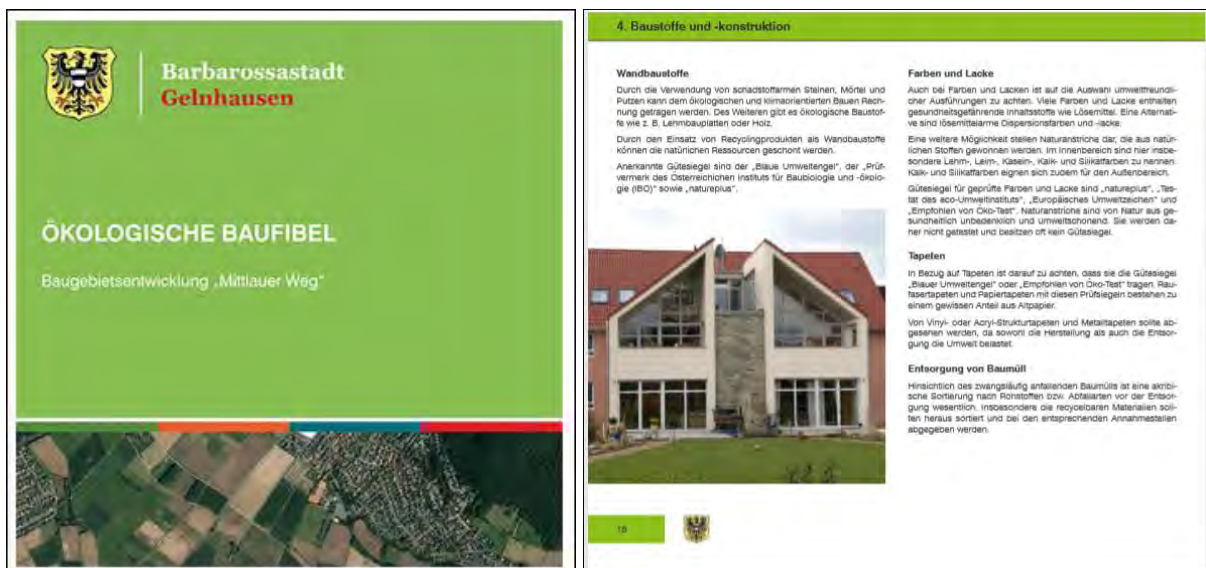 Barbarossastadt
Gelnhausen
ÖKOLOGISCHE BAUFIBEL
Baugebietsentwicklung „Mittlauer Weg“
4. Baustoffe und -konstruktion
Wandbaustoffe
Durch die Verwendung von schadstoffarmen Steinen, Mörtel und
Putzen kann dem ökologischen und klimaorientierten Bauen Rech-
nung getragen werden. Des Weiteren gibt es ökologische Baustof-
fe wie z. B. Lehmbauplatten oder Holz.
Durch den Einsatz von Recyclingprodukten als Wandbaustoffe
können die natürlichen Ressourcen geschont werden.
Anerkannte Gütesiegel sind der „Blaue Umweltengel“, der „Prüf-
vermerk des Österreichichen Instituts für Baubiologie und -ökolo-
gie (IBO)“ sowie „natureplus“.
18
Farben und Lacke
Auch bei Farben und Lacken ist auf die Auswahl umweltfreundli-
cher Ausführungen zu achten. Viele Farben und Lacke enthalten
gesundheitsgefährende Inhaltsstoffe wie Lösemittel. Eine Alternati-
ve sind lösemittelarme Dispersionsfarben und -lacke.
Eine weitere Möglichkeit stellen Naturanstriche dar, die aus natür-
lichen Stoffen gewonnen werden. Im Innenbereich sind hier insbe-
sondere Lehm-, Leim-, Kasein-, Kalk- und Silikatfarben zu nennen.
Kalk- und Silikatfarben eignen sich zudem für den Außenbereich.
Gütesiegel für geprüfte Farben und Lacke sind „natureplus“, „Tes-
tat des eco-Umweltinstituts“, „Europäisches Umweltzeichen“ und
„Empfohlen von Öko-Test“. Naturanstriche sind von Natur aus ge-
sundheitlich unbedenklich und umweltschonend. Sie werden da-
her nicht getestet und besitzen oft kein Gütesiegel.
Tapeten
In Bezug auf Tapeten ist darauf zu achten, dass sie die Gütesiegel
„Blauer Umweltengel“ oder „Empfohlen von Öko-Test“ tragen. Rau-
fasertapeten und Papiertapeten mit diesen Prüfsiegeln bestehen zu
einem gewissen Anteil aus Altpapier.
Von Vinyl- oder Acryl-Strukturtapeten und Metalltapeten sollte ab-
gesehen werden, da sowohl die Herstellung als auch die Entsor-
gung die Umwelt belastet.
Entsorgung von Baumüll
Hinsichtlich des zwangsläufig anfallenden Baumülls ist eine akribi-
sche Sortierung nach Rohstoffen bzw. Abfallarten vor der Entsor-
gung wesentlich. Insbesondere die recycelbaren Materialien soll-
ten heraus sortiert und bei den entsprechenden Annahmestellen
abgegeben werden.